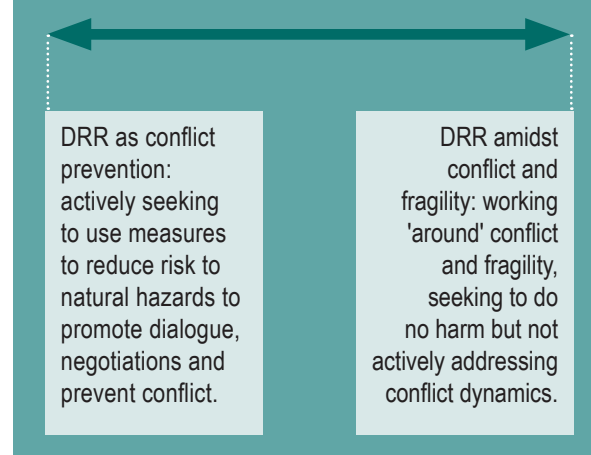 DRR as conflict
prevention:
actively seeking
to use measures
to reduce risk to
natural hazards to
promote dialogue,
negotiations and
prevent conflict.
DRR amidst
conflict and
fragility: working
'around' conflict
and fragility,
seeking to do
no harm but not
actively addressing
conflict dynamics.